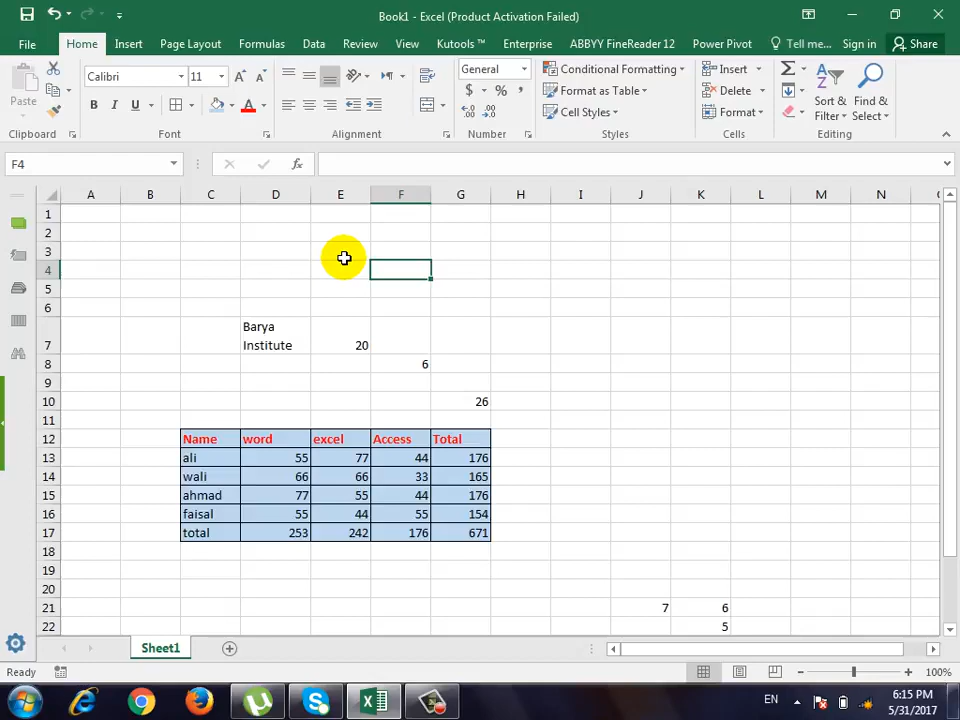 Book1 - Excel (Product Activation Failed)
File Home Insert Page Layout Formulas Data Review View Kutools ™ Enterprise ABBYY FineReader 12 Power Pivot Tell me... Sign in Share
Paste Calibri 11 A A General Conditional Formatting Insert Sort & Find &
B I U A $ % , Format as Table Delete Filter Select
Cell Styles Format
Clipboard Font Alignment Number Styles Cells Editing
F4 fx
A B C D E F G H I J K L M N
1
2
3
4
5
6
Barya
7 Institute 20
8 6
9
10 26
11
12 Name word excel Access Total
13 ali 55 77 44 176
14 wali 66 66 33 165
15 ahmad 77 55 44 176
16 faisal 55 44 55 154
17 total 253 242 176 671
18
19
20
21 7 6
22 5
Sheet1
Ready 100%
EN 6:15 PM
5/31/2017